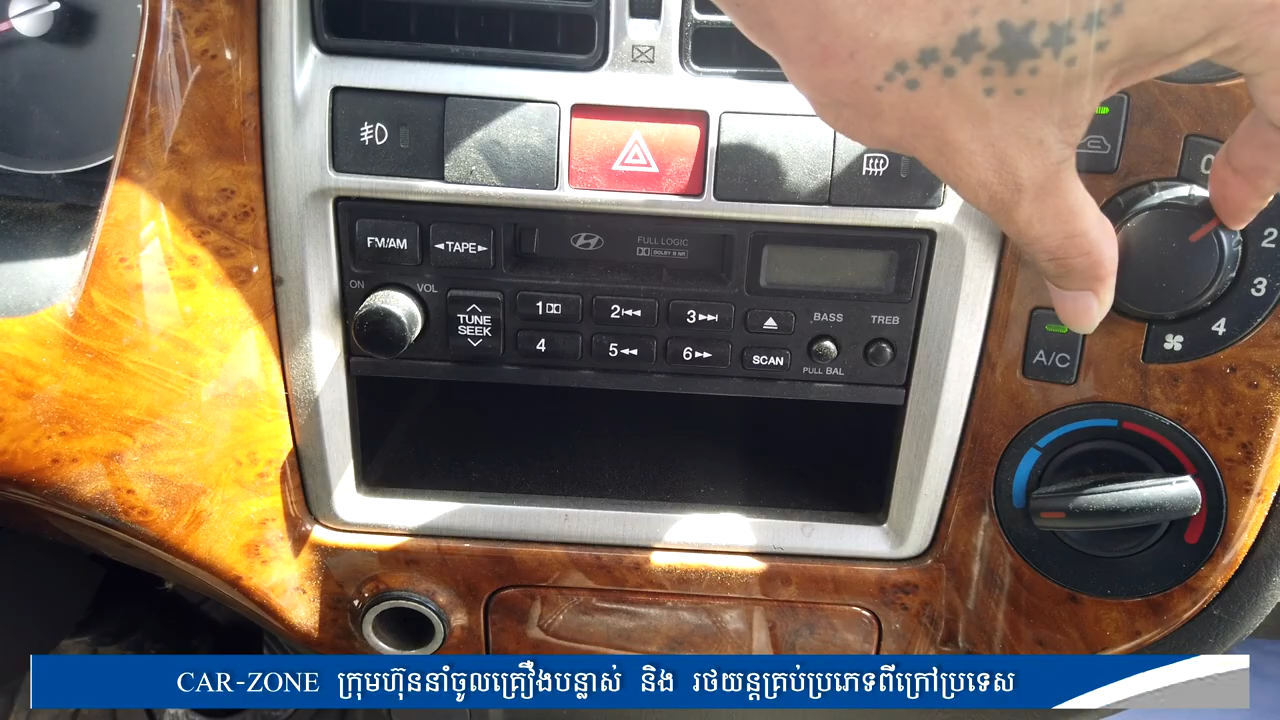 FM/AM
◄TAPE►
FULL LOGIC
DOLBY B NR
ON
VOL
TUNE
SEEK
1
2
3
4
5
6
SCAN
BASS
PULL BAL
TREB
0
2
3
4
A/C
CAR-ZONE ក្រុមហ៊ុននាំចូលគ្រឿងបន្លាស់ និង រថយន្តគ្រប់ប្រភេទពីក្រៅប្រទេស